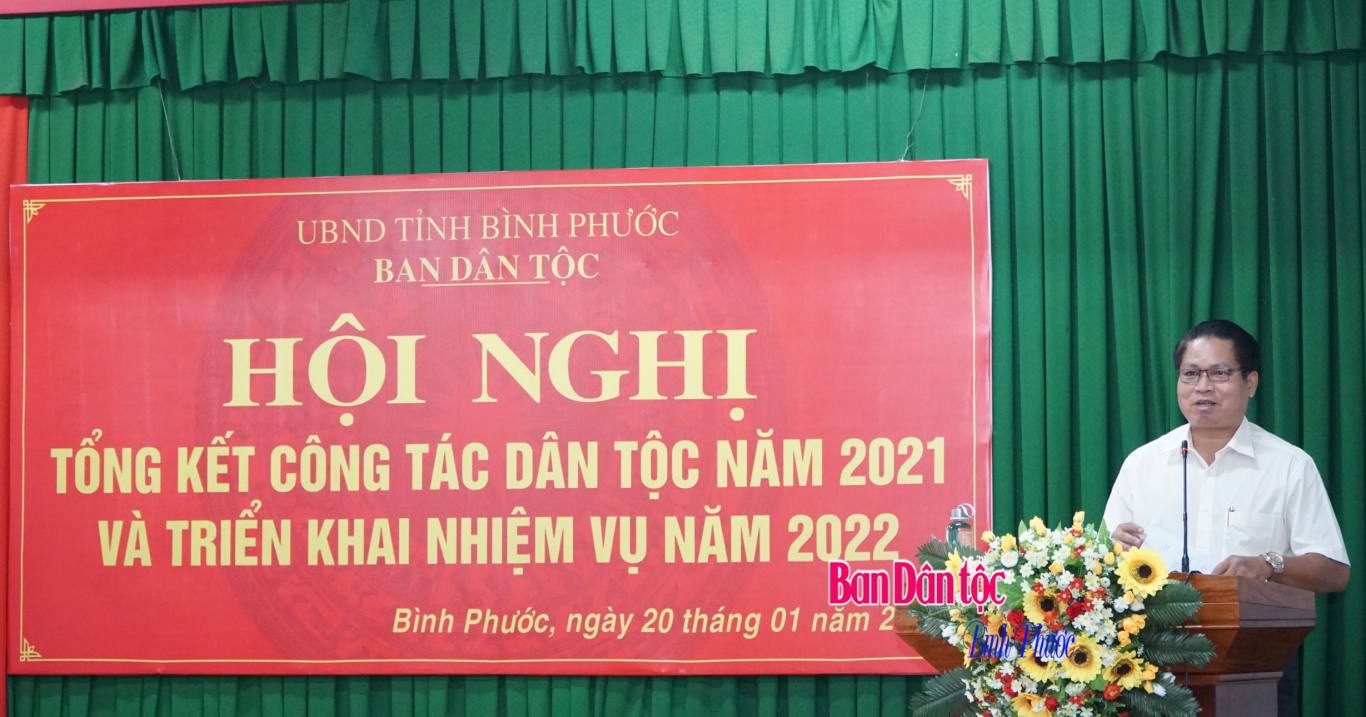 UBND TỈNH BÌNH PHƯỚC
BAN DÂN TỘC
HỘI NGHỊ
TỔNG KẾT CÔNG TÁC DÂN TỘC NĂM 2021
VÀ TRIỂN KHAI NHIỆM VỤ NĂM 2022
Bình Phước, ngày 20 tháng 01 năm 2
Ban Dân tộc
Bình Phước